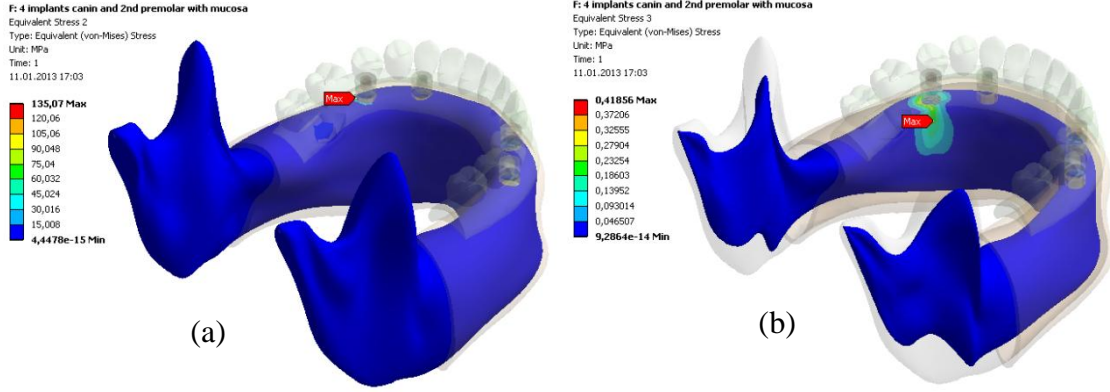 F: 4 implants canin and 2nd premolar with mucosa
Equivalent Stress 2
Type: Equivalent (von-Mises) Stress
Unit: MPa
Time: 1
11.01.2013 17:03
135,07 Max
120,06
105,06
90,048
75,04
60,032
45,024
30,016
15,008
4,4478e-15 Min
Max
(a)
F: 4 implants canin and 2nd premolar with mucosa
Equivalent Stress 3
Type: Equivalent (von-Mises) Stress
Unit: MPa
Time: 1
11.01.2013 17:03
0,41856 Max
0,37206
0,32555
0,27904
0,23254
0,18603
0,13952
0,093014
0,046507
9,2864e-14 Min
Max
(b)